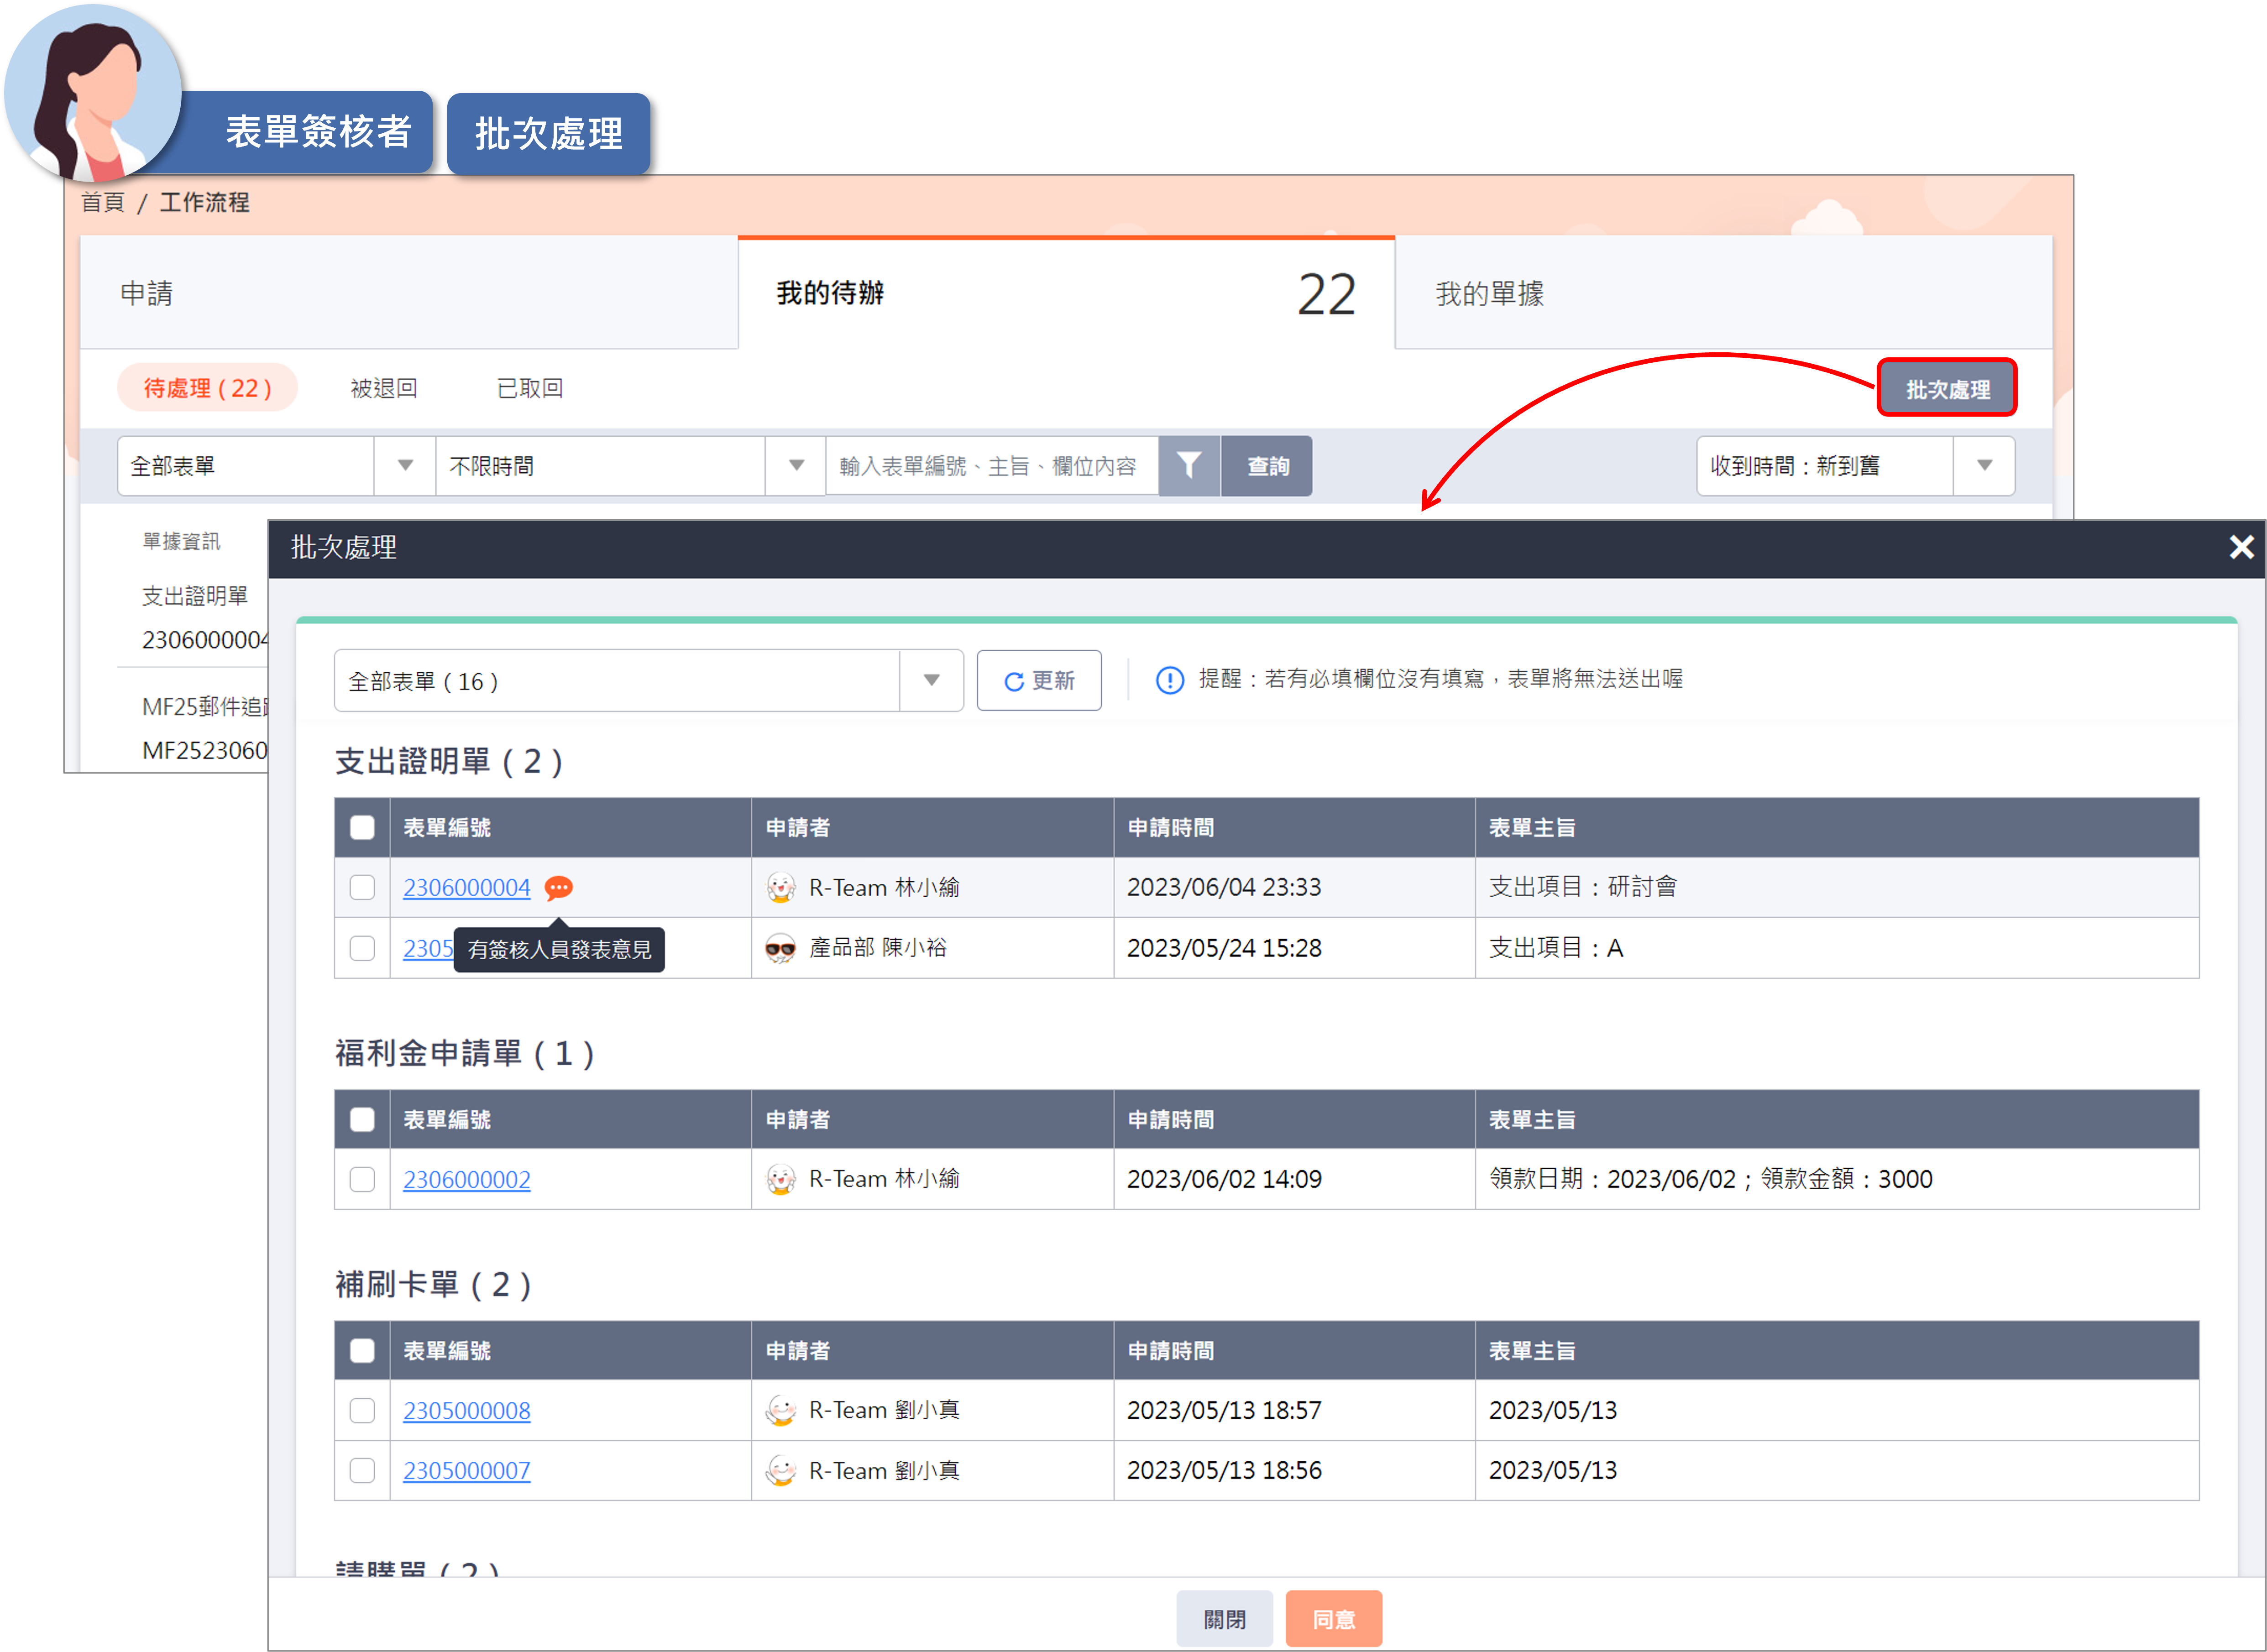 表單簽核者 批次處理
首頁 / 工作流程
申請 我的待辦 22 我的單據
待處理 ( 22 ) 被退回 已取回 批次處理
全部表單 不限時間 輸入表單編號、主旨、欄位內容 查詢 收到時間：新到舊
單據資訊
支出證明單
2306000004
MF25郵件追
MF2523060
批次處理
全部表單 ( 16 ) 更新 提醒：若有必填欄位沒有填寫，表單將無法送出喔
支出證明單 ( 2 )
表單編號 申請者 申請時間 表單主旨
2306000004 R-Team 林小綸 2023/06/04 23:33 支出項目：研討會
2305 有簽核人員發表意見 產品部 陳小裕 2023/05/24 15:28 支出項目：A
福利金申請單 ( 1 )
表單編號 申請者 申請時間 表單主旨
2306000002 R-Team 林小綸 2023/06/02 14:09 領款日期：2023/06/02；領款金額：3000
補刷卡單 ( 2 )
表單編號 申請者 申請時間 表單主旨
2305000008 R-Team 劉小真 2023/05/13 18:57 2023/05/13
2305000007 R-Team 劉小真 2023/05/13 18:56 2023/05/13
請購單 ( 2 )
關閉 同意